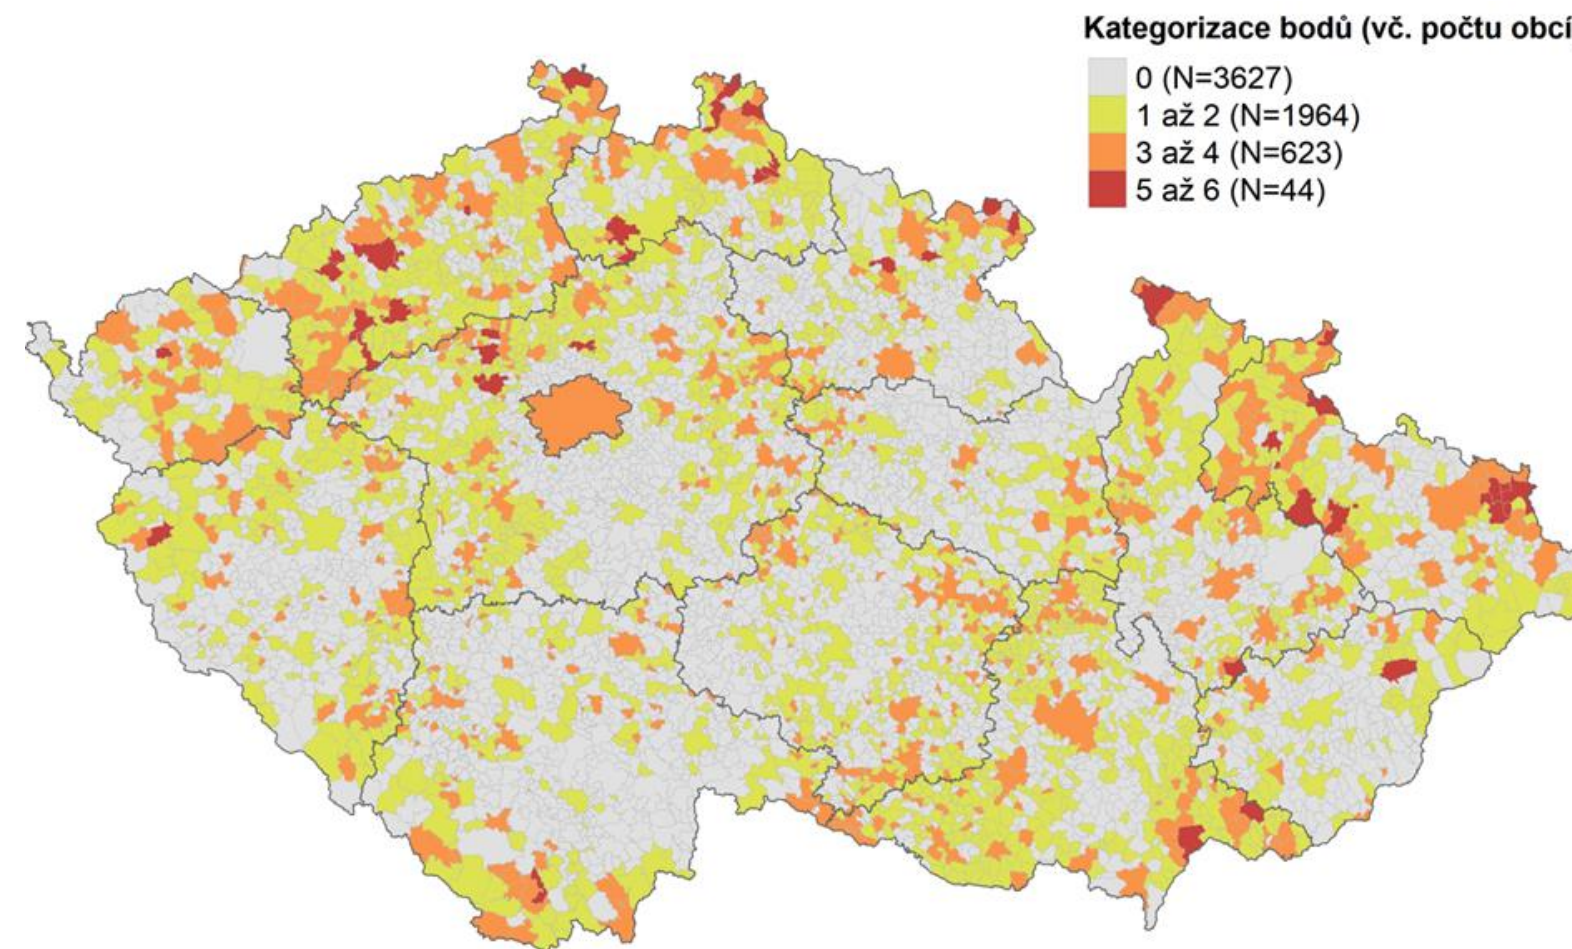 Kategorizace bodů (vč. počtu obcí
0 (N=3627)
1 až 2 (N=1964)
3 až 4 (N=623)
5 až 6 (N=44)